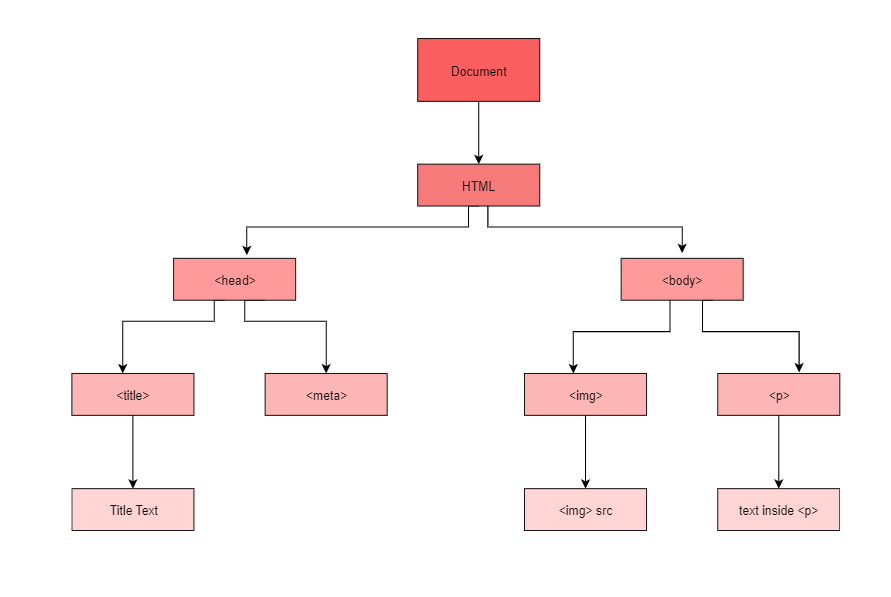 Document
HTML
<head>
<body>
<title>
<meta>
<img>
<p>
Title Text
<img> src
text inside <p>